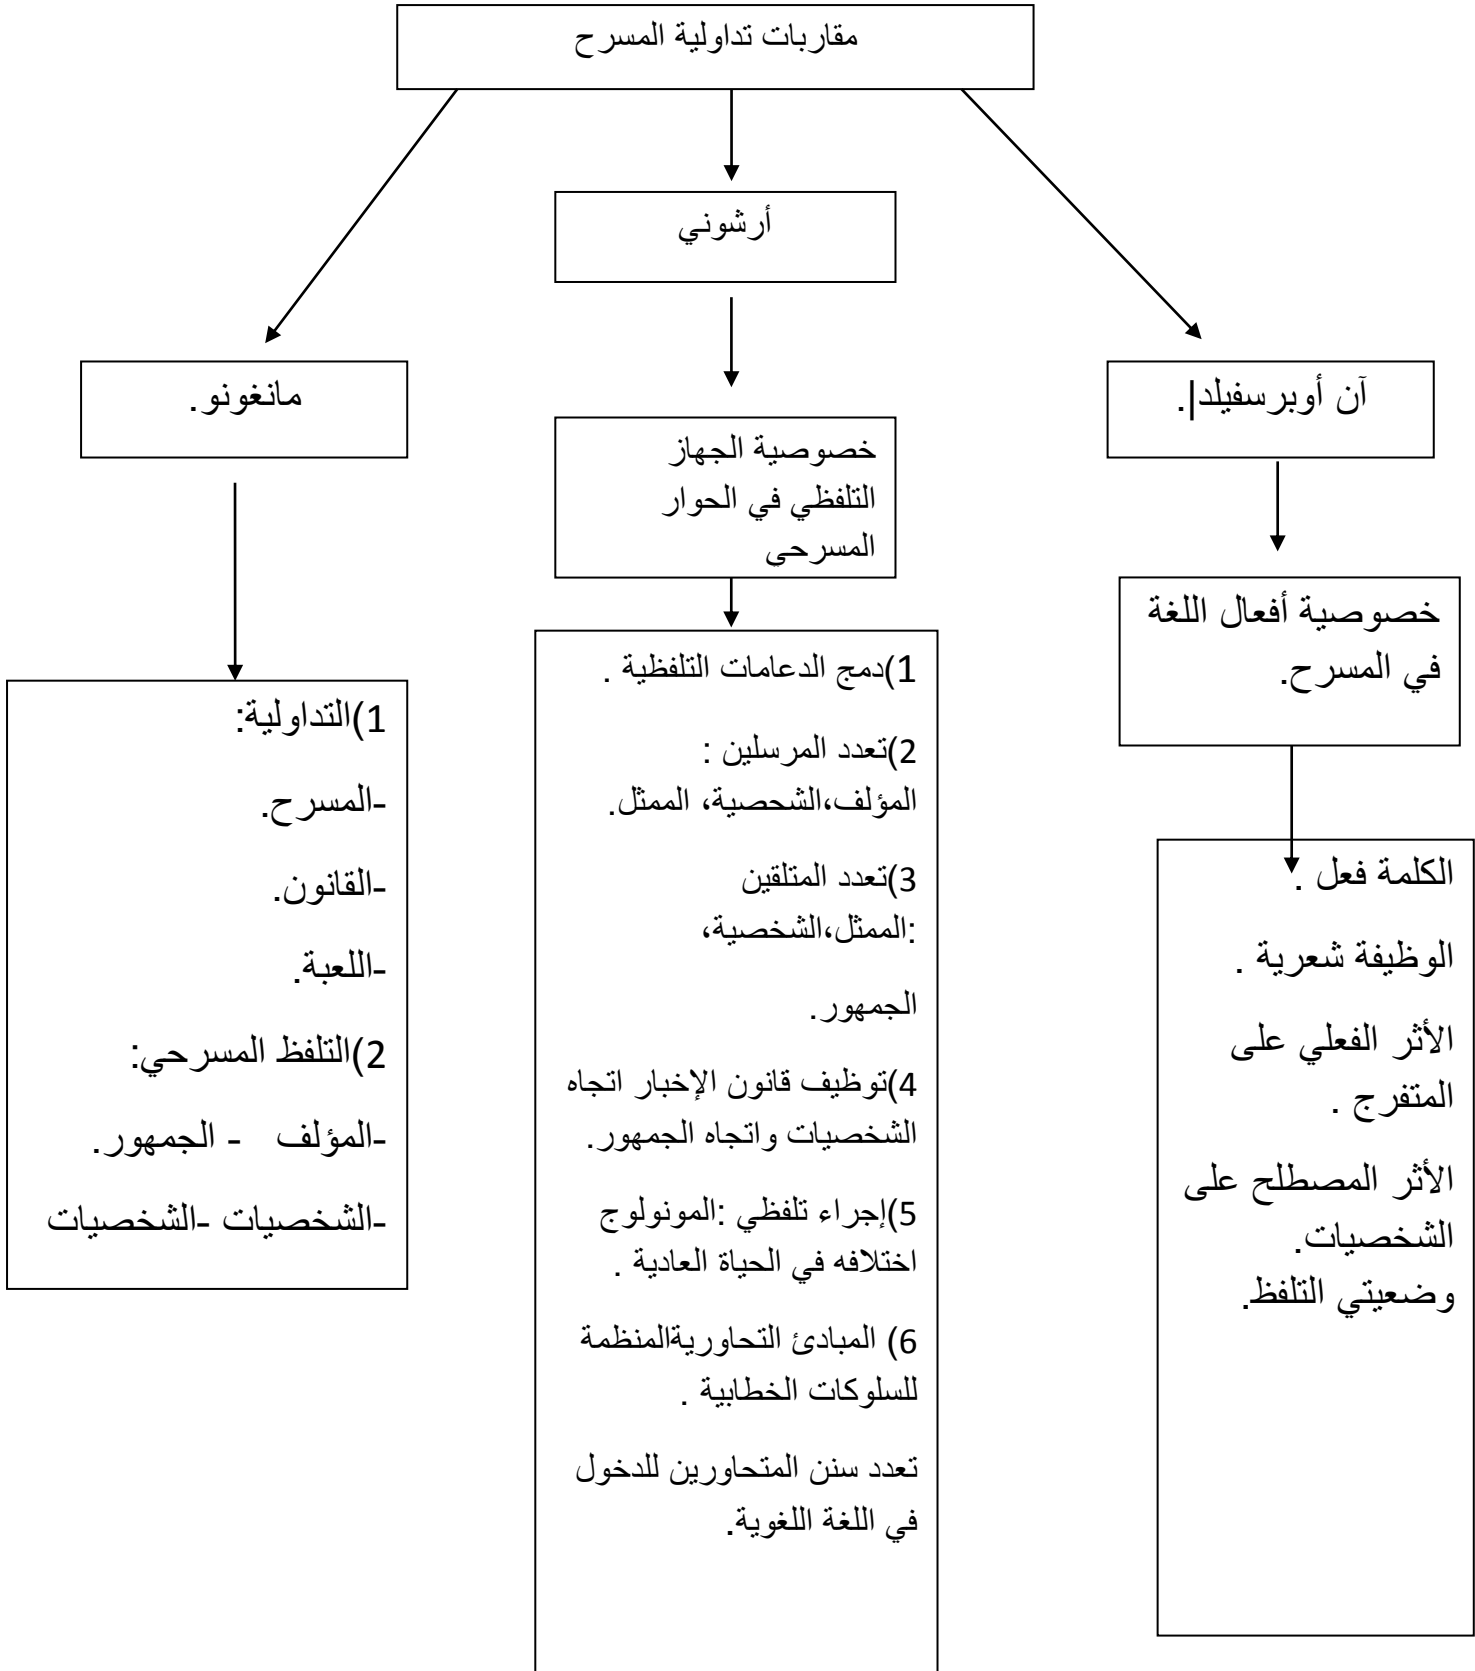 مقاربات تداولية المسرح
آن أوبرسفيلد|.
خصوصية أفعال اللغة
في المسرح.
الكلمة فعل .
الوظيفة شعرية .
الأثر الفعلي على
المتفرج .
الأثر المصطلح على
الشخصيات.
وضعيتي التلفظ.
أرشوني
خصوصية الجهاز
التلفظي في الحوار
المسرحي
1)دمج الدعامات التلفظية .
2)تعدد المرسلين :
المؤلف،الشحصية، الممثل.
3)تعدد المتلقين
:الممثل،الشخصية،
الجمهور.
4)توظيف قانون الإخبار اتجاه
الشخصيات واتجاه الجمهور.
5)إجراء تلفظي :المونولوج
اختلافه في الحياة العادية .
6) المبادئ التحاوريةالمنظمة
للسلوكات الخطابية .
تعدد سنن المتحاورين للدخول
في اللغة اللغوية.
مانغونو.
1)التداولية:
-المسرح.
-القانون.
-اللعبة.
2)التلفظ المسرحي:
-المؤلف - الجمهور.
-الشخصيات -الشخصيات